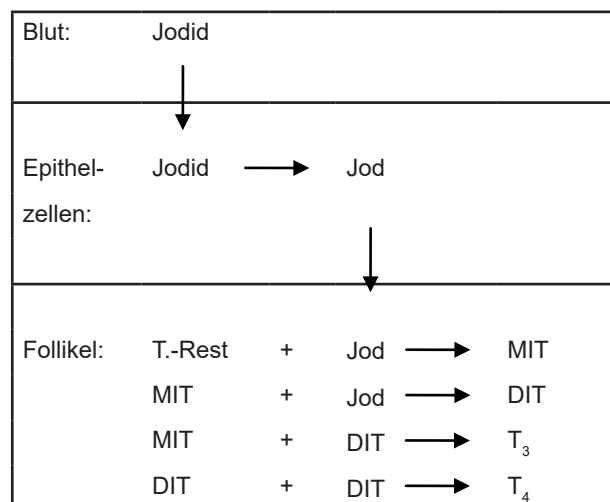 Blut: Jodid
Epithel- Jodid Jod
zellen:
Follikel: T.-Rest + Jod MIT
MIT + Jod DIT
MIT + DIT T₃
DIT + DIT T₄